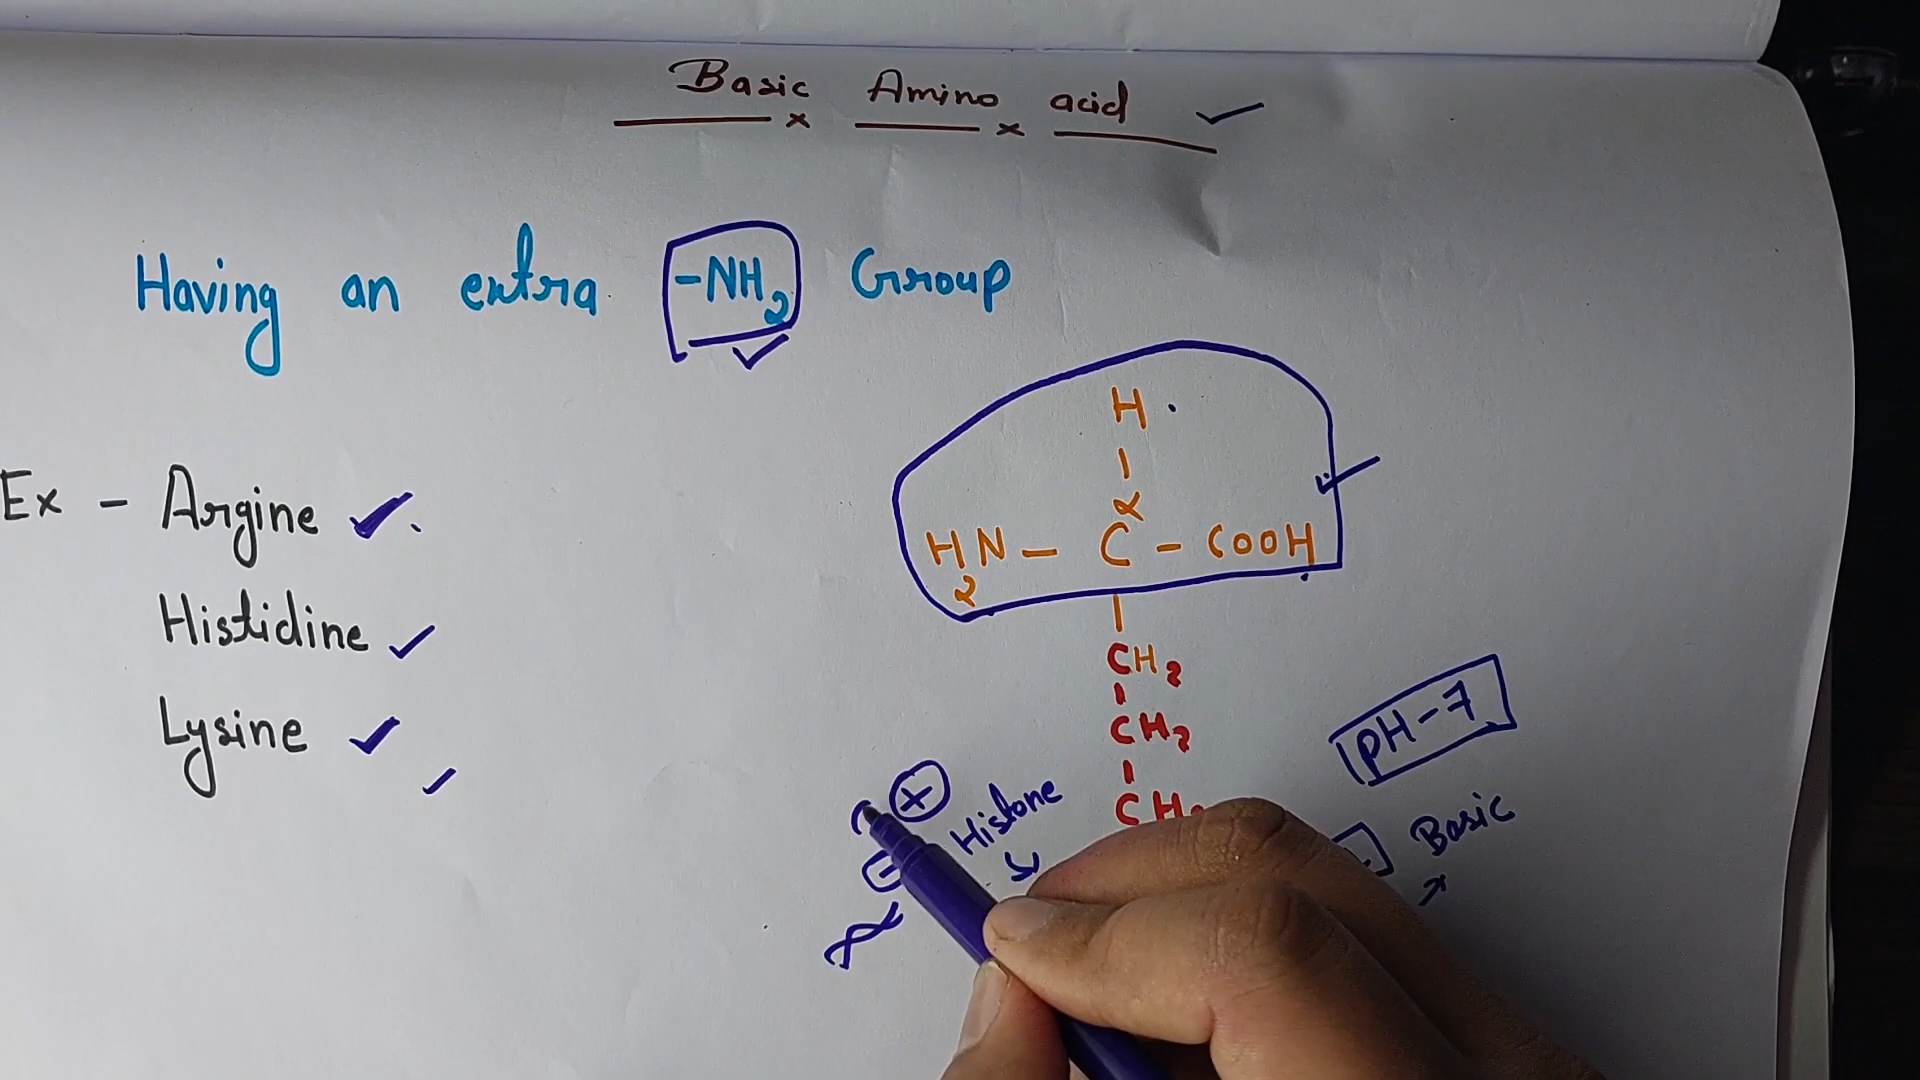 Basic Amino acid
Having an extra -NH2 Group
Ex - Argine
Histidine
Lysine
H
α
H2N - C - COOH
CH2
CH2
CH2
PH-7
+
Histone
-
Basic